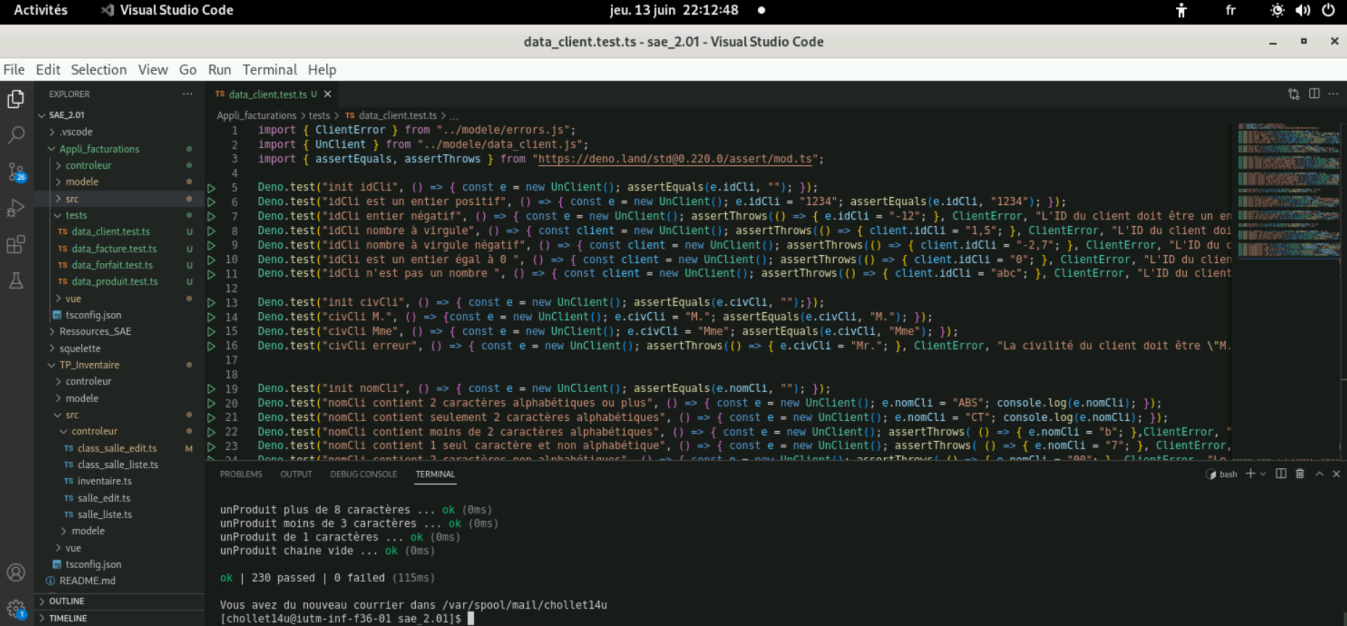 Activités Visual Studio Code jeu. 13 juin 22:12:48 fr
data_client.test.ts - sae_2.01 - Visual Studio Code
File Edit Selection View Go Run Terminal Help
EXPLORER
SAE_2.01
.vscode
Appli_facturations
controleur
modele
src
tests
TS data_client.test.ts U
TS data_facture.test.ts U
TS data_forfait.test.ts U
TS data_produit.test.ts U
vue
tsconfig.json
Ressources_SAE
squelette
TP_Inventaire
controleur
modele
src
controleur
TS class_salle_edit.ts M
TS class_salle_liste.ts
TS inventaire.ts
TS salle_edit.ts
TS salle_liste.ts
modele
vue
tsconfig.json
README.md
OUTLINE
TIMELINE
26
1
TS data_client.test.ts U
Appli_facturations > tests > TS data_client.test.ts > ...
1 import { ClientError } from "../modele/errors.js";
2 import { UnClient } from "../modele/data_client.js";
3 import { assertEquals, assertThrows } from "https://deno.land/std@0.220.0/assert/mod.ts";
4
5 Deno.test("init idCli", () => { const e = new UnClient(); assertEquals(e.idCli, ""); });
6 Deno.test("idCli est un entier positif", () => { const e = new UnClient(); e.idCli = "1234"; assertEquals(e.idCli, "1234"); });
7 Deno.test("idCli entier négatif", () => { const e = new UnClient(); assertThrows(() => { e.idCli = "-12"; }, ClientError, "L'ID du client doit être un en
8 Deno.test("idCli nombre à virgule", () => { const client = new UnClient(); assertThrows(() => { client.idCli = "1,5"; }, ClientError, "L'ID du client doi
9 Deno.test("idCli nombre à virgule négatif", () => { const client = new UnClient(); assertThrows(() => { client.idCli = "-2,7"; }, ClientError, "L'ID du c
10 Deno.test("idCli est un entier égal à 0 ", () => { const client = new UnClient(); assertThrows(() => { client.idCli = "0"; }, ClientError, "L'ID du clien
11 Deno.test("idCli n'est pas un nombre ", () => { const client = new UnClient(); assertThrows(() => { client.idCli = "abc"; }, ClientError, "L'ID du client
12
13 Deno.test("init civCli", () => { const e = new UnClient(); assertEquals(e.civCli, "");});
14 Deno.test("civCli M.", () => {const e = new UnClient(); e.civCli = "M."; assertEquals(e.civCli, "M."); });
15 Deno.test("civCli Mme", () => { const e = new UnClient(); e.civCli = "Mme"; assertEquals(e.civCli, "Mme"); });
16 Deno.test("civCli erreur", () => { const e = new UnClient(); assertThrows(() => { e.civCli = "Mr."; }, ClientError, "La civilité du client doit être \"M.
17
18
19 Deno.test("init nomCli", () => { const e = new UnClient(); assertEquals(e.nomCli, ""); });
20 Deno.test("nomCli contient 2 caractères alphabétiques ou plus", () => { const e = new UnClient(); e.nomCli = "ABS"; console.log(e.nomCli); });
21 Deno.test("nomCli contient seulement 2 caractères alphabétiques", () => { const e = new UnClient(); e.nomCli = "CT"; console.log(e.nomCli); });
22 Deno.test("nomCli contient moins de 2 caractères alphabétiques", () => { const e = new UnClient(); assertThrows( () => { e.nomCli = "b"; },ClientError, "
23 Deno.test("nomCli contient 1 seul caractère et non alphabétique", () => { const e = new UnClient(); assertThrows( () => { e.nomCli = "7"; }, ClientError,
PROBLEMS OUTPUT DEBUG CONSOLE TERMINAL bash
unProduit plus de 8 caractères ... ok (0ms)
unProduit moins de 3 caractères ... ok (0ms)
unProduit de 1 caractères ... ok (0ms)
unProduit chaine vide ... ok (0ms)
ok | 230 passed | 0 failed (115ms)
Vous avez du nouveau courrier dans /var/spool/mail/chollet14u
[chollet14u@iutm-inf-f36-01 sae_2.01]$